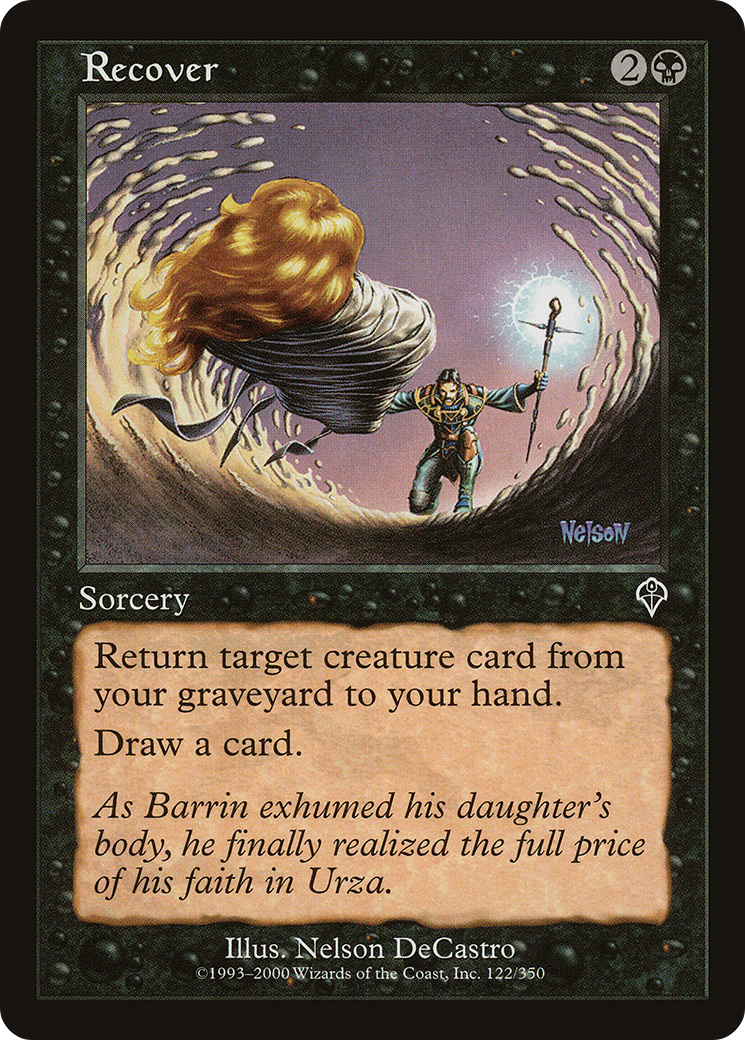 Recover 2
Nelson
Sorcery
Return target creature card from
your graveyard to your hand.
Draw a card.
As Barrin exhumed his daughter's
body, he finally realized the full price
of his faith in Urza.
Illus. Nelson DeCastro
©1993–2000 Wizards of the Coast, Inc. 122/350